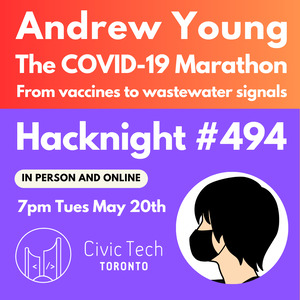 Andrew Young
The COVID-19 Marathon
From vaccines to wastewater signals
Hacknight #494
IN PERSON AND ONLINE
7pm Tues May 20th
</>
Civic Tech
TORONTO